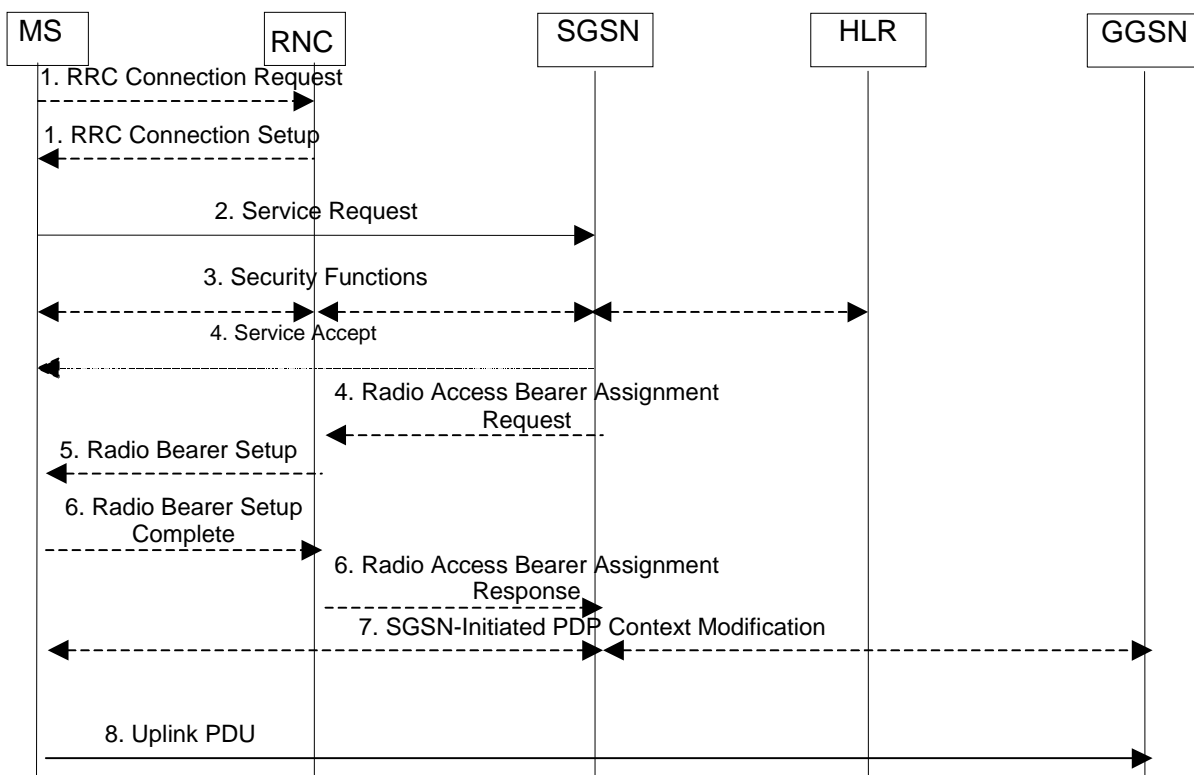 MS
RNC
SGSN
HLR
GGSN
1. RRC Connection Request
1. RRC Connection Setup
2. Service Request
3. Security Functions
4. Service Accept
4. Radio Access Bearer Assignment
Request
5. Radio Bearer Setup
6. Radio Bearer Setup
Complete
6. Radio Access Bearer Assignment
Response
7. SGSN-Initiated PDP Context Modification
8. Uplink PDU